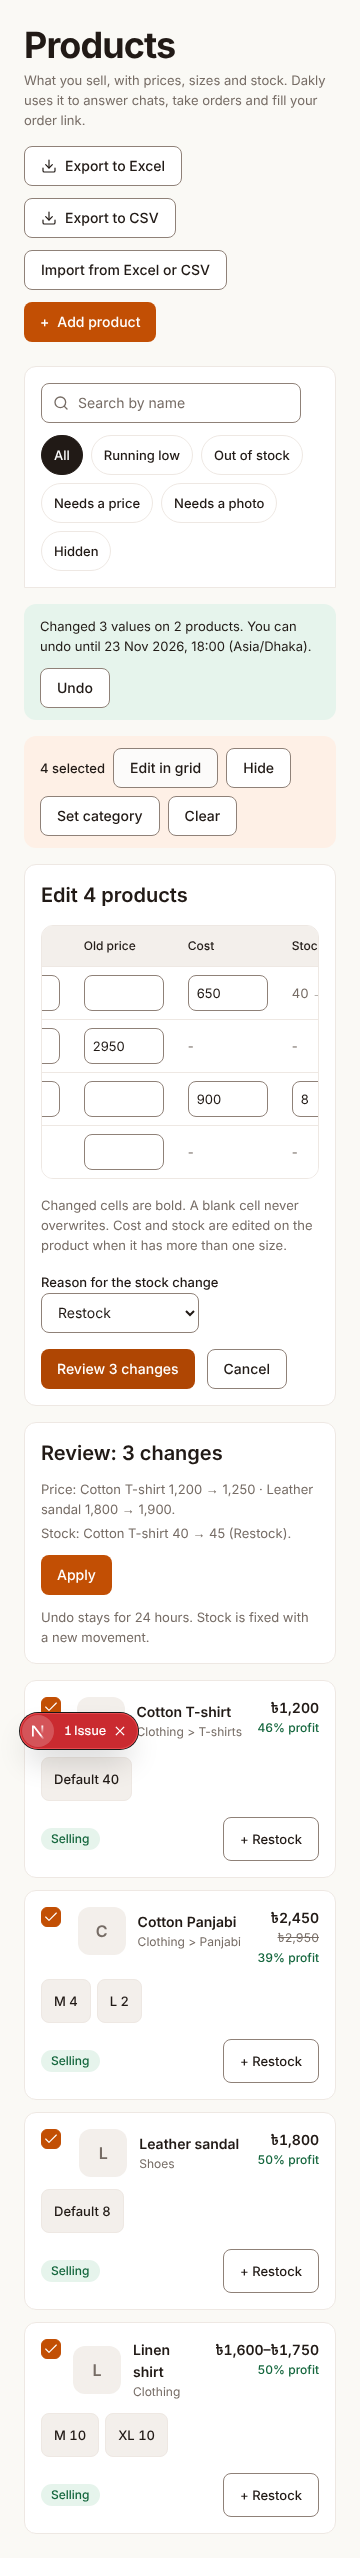 Products
What you sell, with prices, sizes and stock. Dakly
uses it to answer chats, take orders and fill your
order link.
Export to Excel
Export to CSV
Import from Excel or CSV
+ Add product
Search by name
All
Running low
Out of stock
Needs a price
Needs a photo
Hidden
Changed 3 values on 2 products. You can
undo until 23 Nov 2026, 18:00 (Asia/Dhaka).
Undo
4 selected
Edit in grid
Hide
Set category
Clear
Edit 4 products
Old price Cost Stoc
650 40
2950 - -
900 8
- -
Changed cells are bold. A blank cell never
overwrites. Cost and stock are edited on the
product when it has more than one size.
Reason for the stock change
Restock
Review 3 changes
Cancel
Review: 3 changes
Price: Cotton T-shirt 1,200 → 1,250 · Leather
sandal 1,800 → 1,900.
Stock: Cotton T-shirt 40 → 45 (Restock).
Apply
Undo stays for 24 hours. Stock is fixed with
a new movement.
N 1 Issue
Cotton T-shirt ৳1,200
Clothing > T-shirts 46% profit
Default 40
Selling + Restock
C Cotton Panjabi ৳2,450
Clothing > Panjabi ৳2,950
39% profit
M 4 L 2
Selling + Restock
L Leather sandal ৳1,800
Shoes 50% profit
Default 8
Selling + Restock
L Linen ৳1,600–৳1,750
shirt 50% profit
Clothing
M 10 XL 10
Selling + Restock